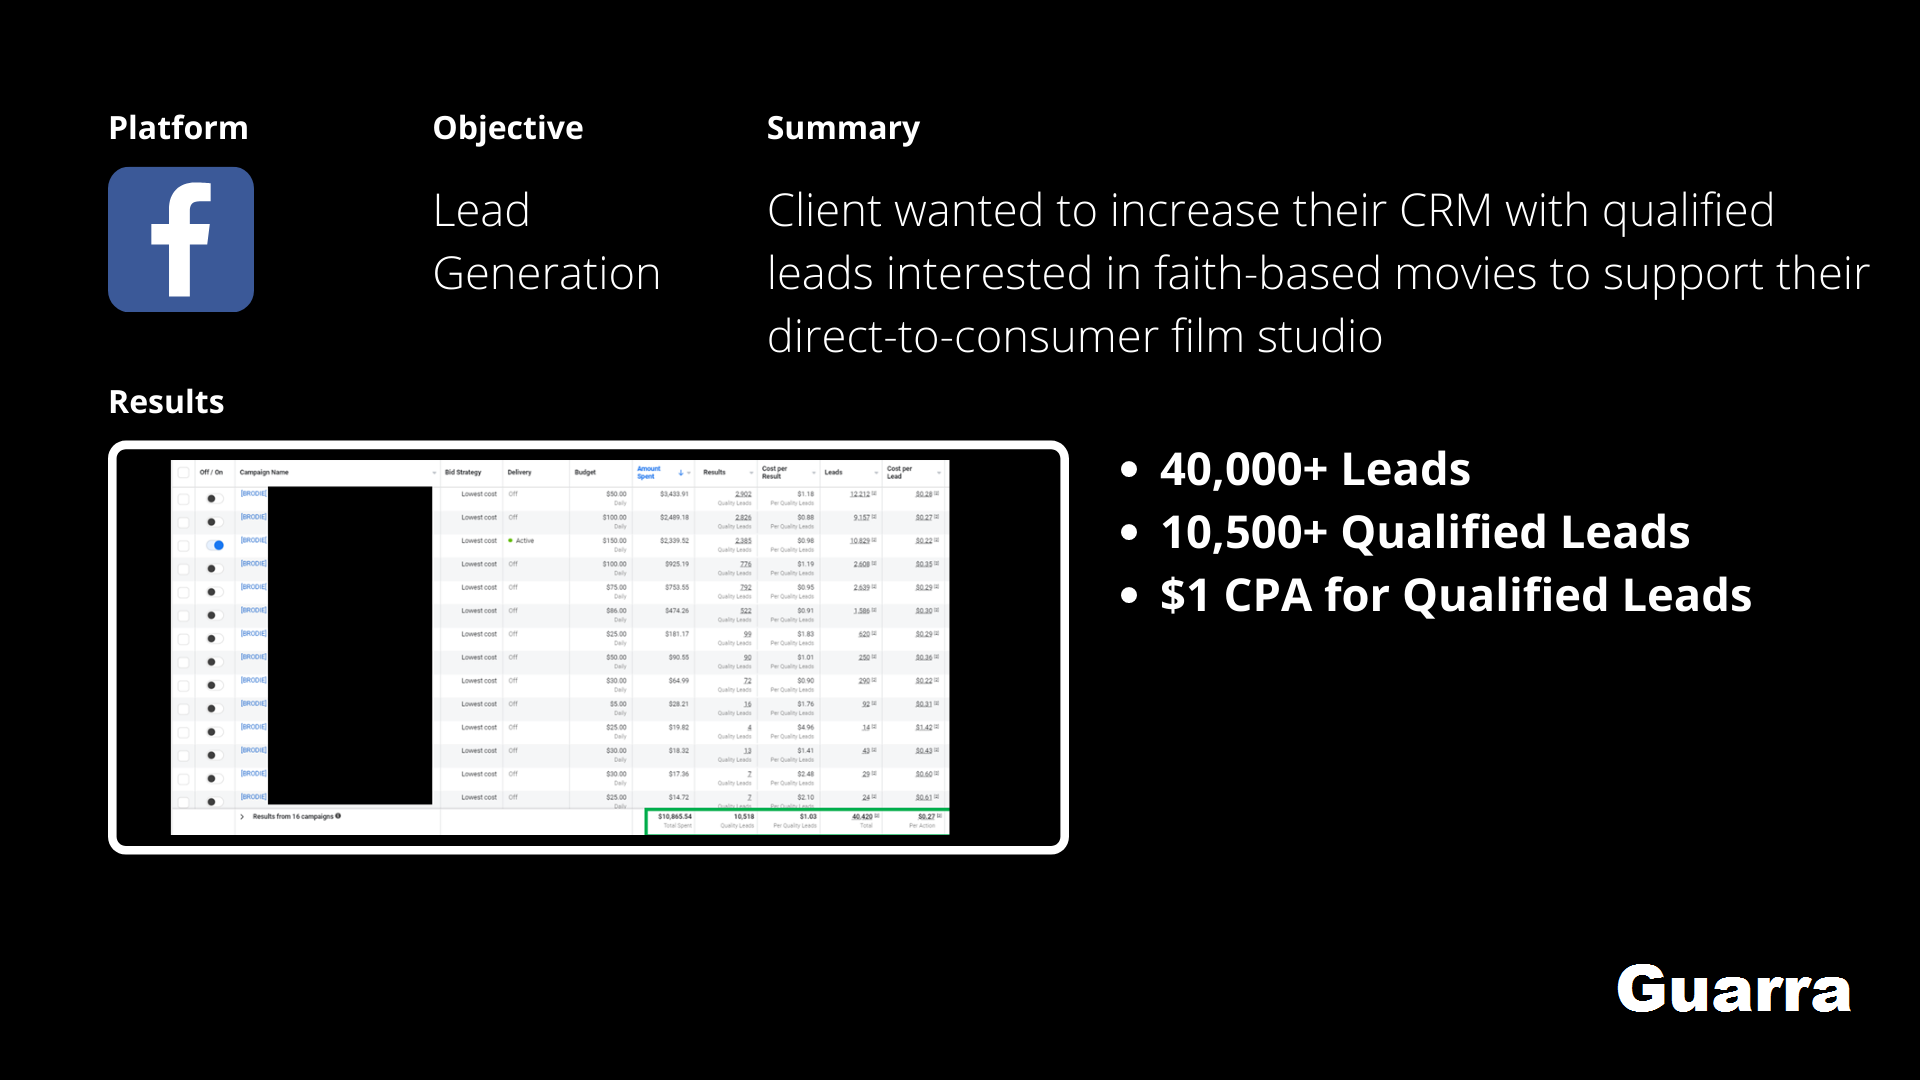 Platform
Objective
Summary
Lead
Generation
Client wanted to increase their CRM with qualified
leads interested in faith-based movies to support their
direct-to-consumer film studio
Results
Off / On Campaign Name Bid Strategy Delivery Budget Amount Spent Results Cost per Result Leads Cost per Lead
[BRODIE] Lowest cost Off $50.00 $3,433.91 2,902 $1.18 12,212 $0.28
Daily Quality Leads Per Quality Leads
[BRODIE] Lowest cost Off $100.00 $2,489.18 2,826 $0.88 9,157 $0.27
Daily Quality Leads Per Quality Leads
[BRODIE] Lowest cost Active $150.00 $2,339.52 2,385 $0.98 10,829 $0.22
Daily Quality Leads Per Quality Leads
[BRODIE] Lowest cost Off $100.00 $925.19 776 $1.19 2,608 $0.35
Daily Quality Leads Per Quality Leads
[BRODIE] Lowest cost Off $75.00 $753.55 792 $0.95 2,639 $0.29
Daily Quality Leads Per Quality Leads
[BRODIE] Lowest cost Off $86.00 $474.26 522 $0.91 1,586 $0.30
Daily Quality Leads Per Quality Leads
[BRODIE] Lowest cost Off $25.00 $181.17 99 $1.83 620 $0.29
Daily Quality Leads Per Quality Leads
[BRODIE] Lowest cost Off $50.00 $90.55 90 $1.01 250 $0.36
Daily Quality Leads Per Quality Leads
[BRODIE] Lowest cost Off $30.00 $64.99 72 $0.90 290 $0.22
Daily Quality Leads Per Quality Leads
[BRODIE] Lowest cost Off $5.00 $28.21 16 $1.76 92 $0.31
Daily Quality Leads Per Quality Leads
[BRODIE] Lowest cost Off $25.00 $19.82 4 $4.96 14 $1.42
Daily Quality Leads Per Quality Leads
[BRODIE] Lowest cost Off $30.00 $18.32 13 $1.41 43 $0.43
Daily Quality Leads Per Quality Leads
[BRODIE] Lowest cost Off $30.00 $17.36 7 $2.48 29 $0.60
Daily Quality Leads Per Quality Leads
[BRODIE] Lowest cost Off $25.00 $14.72 7 $2.10 24 $0.61
Daily Quality Leads Per Quality Leads
Results from 16 campaigns $10,865.54 10,518 $1.03 40,420 $0.27
Total Spent Quality Leads Per Quality Leads Total Per Action
40,000+ Leads
10,500+ Qualified Leads
$1 CPA for Qualified Leads
Guarra